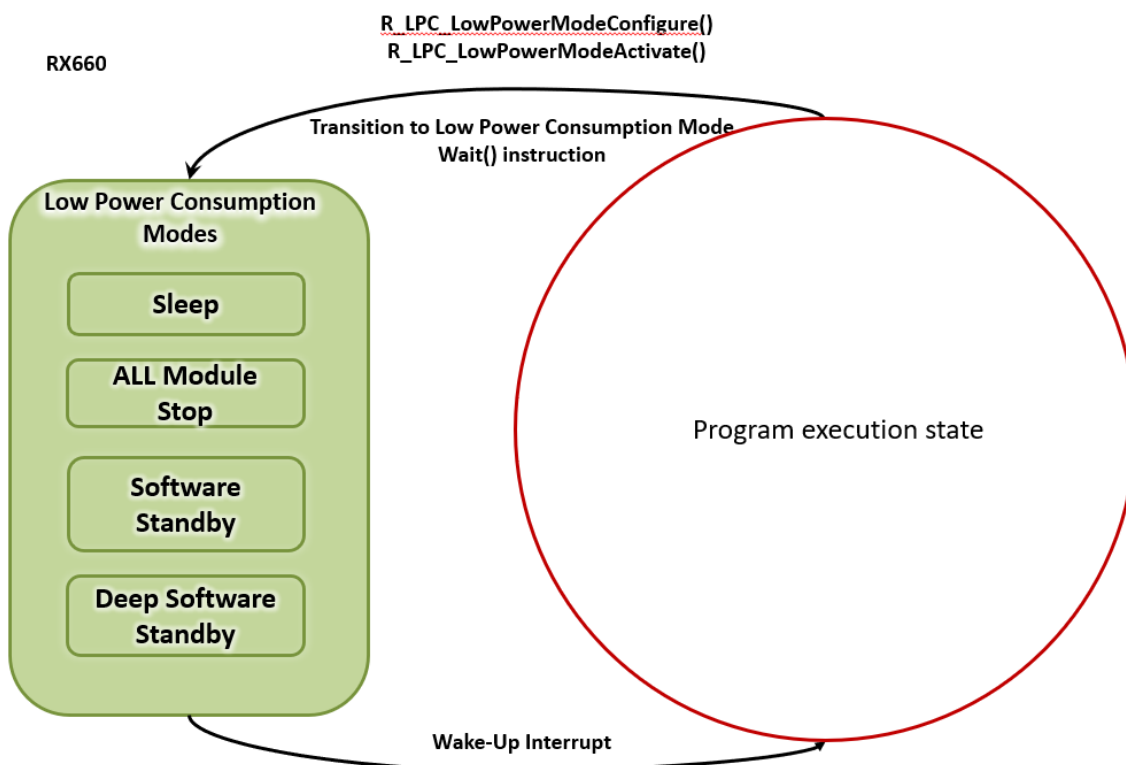 R_LPC_LowPowerModeConfigure()
R_LPC_LowPowerModeActivate()
RX660
Transition to Low Power Consumption Mode
Wait() instruction
Low Power Consumption
Modes
Sleep
ALL Module
Stop
Software
Standby
Deep Software
Standby
Program execution state
Wake-Up Interrupt